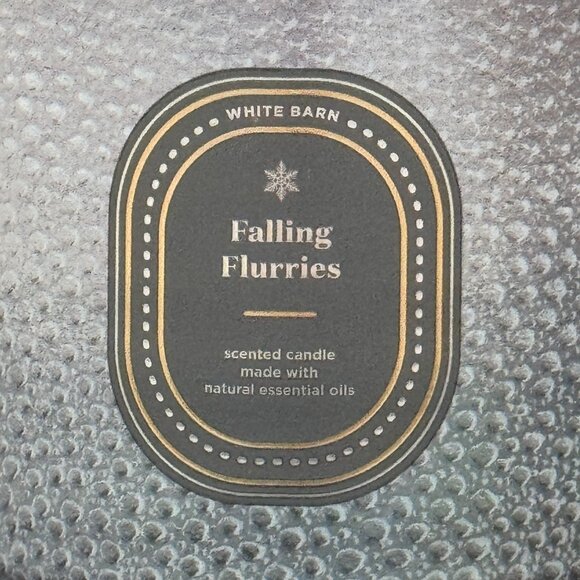 WHITE BARN
Falling
Flurries
scented candle
made with
natural essential oils